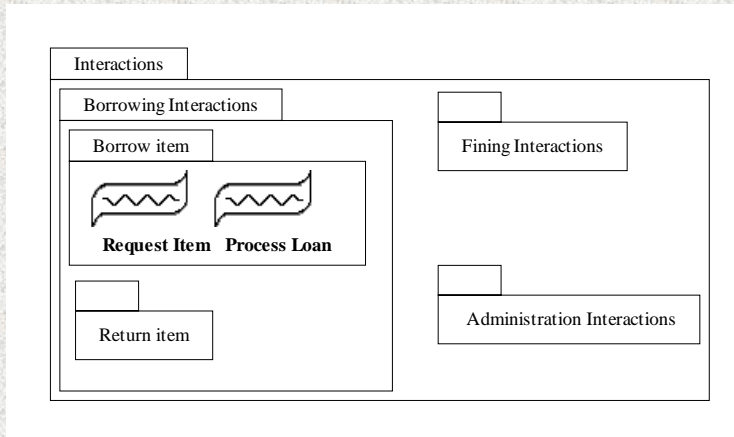 Interactions
Borrowing Interactions
Borrow item
Request Item
Process Loan
Return item
Fining Interactions
Administration Interactions